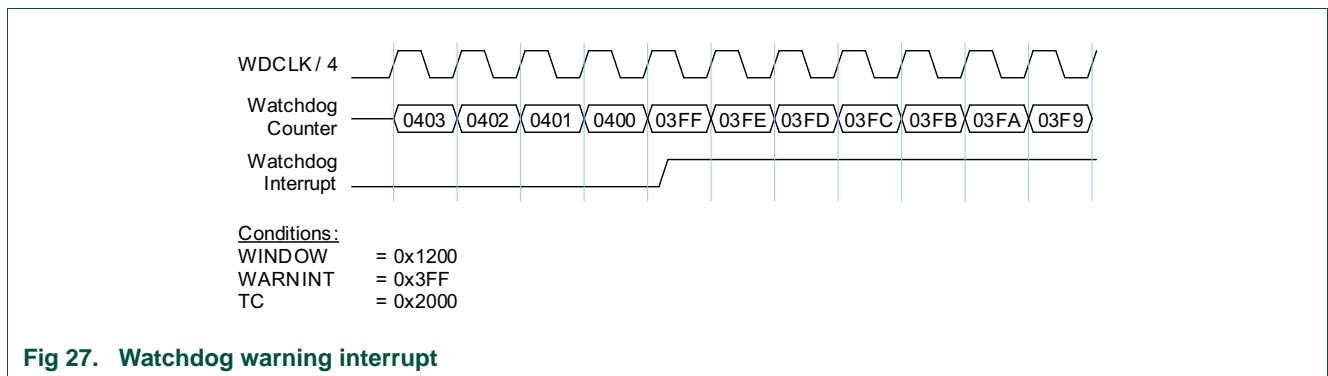 WDCLK / 4
Watchdog
Counter
0403 0402 0401 0400 03FF 03FE 03FD 03FC 03FB 03FA 03F9
Watchdog
Interrupt
Conditions:
WINDOW = 0x1200
WARNINT = 0x3FF
TC = 0x2000
Fig 27. Watchdog warning interrupt